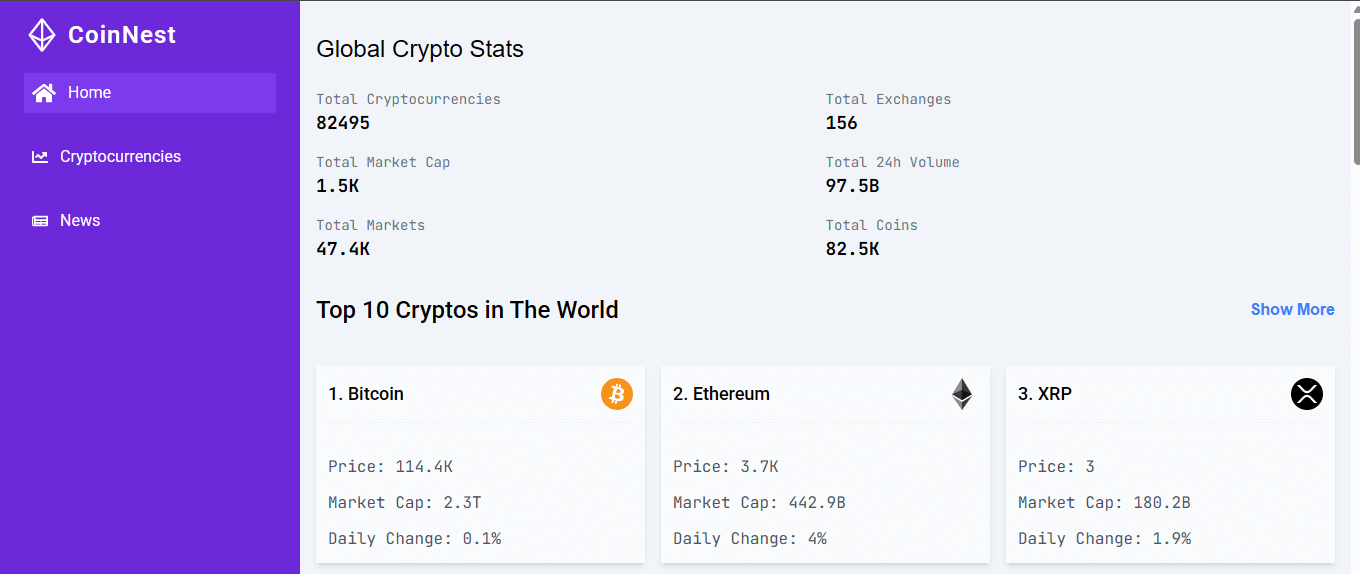 CoinNest
Home
Cryptocurrencies
News
Global Crypto Stats
Total Cryptocurrencies
82495
Total Exchanges
156
Total Market Cap
1.5K
Total 24h Volume
97.5B
Total Markets
47.4K
Total Coins
82.5K
Top 10 Cryptos in The World
Show More
1. Bitcoin
Price: 114.4K
Market Cap: 2.3T
Daily Change: 0.1%
2. Ethereum
Price: 3.7K
Market Cap: 442.9B
Daily Change: 4%
3. XRP
Price: 3
Market Cap: 180.2B
Daily Change: 1.9%